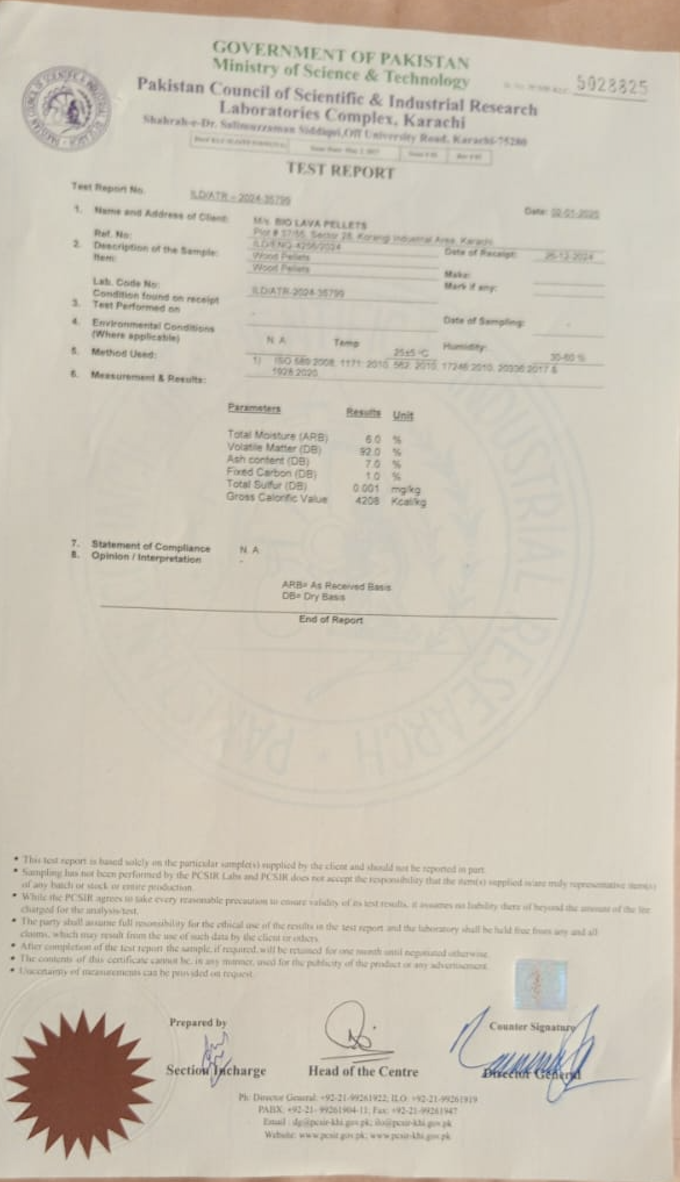 GOVERNMENT OF PAKISTAN
Ministry of Science & Technology
Pakistan Council of Scientific & Industrial Research
Laboratories Complex, Karachi
Shahrah-e-Dr. Salimuzzaman Siddiqui, Off University Road, Karachi-75280
5928825
TEST REPORT
Test Report No. ILD/ATR - 2024-35799
Date: 02-01-2025
1. Name and Address of Client: M/s. BIO LAVA PELLETS
Plot # 37/55, Sector 28, Korangi Industrial Area, Karachi
Ref. No: ILD/ENQ-4256/2024 Date of Receipt: 26-12-2024
2. Description of the Sample: Wood Pellets
Item: Wood Pellets Make:
Mark if any:
Lab. Code No: ILD/ATR-2024-35799
Condition found on receipt -
3. Test Performed on Date of Sampling: -
4. Environmental Conditions N. A. Temp 25±5 °C Humidity: 30-60 %
(Where applicable)
5. Method Used: 1) ISO 589:2008, 1171: 2010, 562: 2010, 17246:2010, 20336:2017 &
1928:2020
6. Measurement & Results:
Parameters Results Unit
Total Moisture (ARB) 6.0 %
Volatile Matter (DB) 92.0 %
Ash content (DB) 7.0 %
Fixed Carbon (DB) 1.0 %
Total Sulfur (DB) 0.001 mg/kg
Gross Calorific Value 4208 Kcal/kg
7. Statement of Compliance N. A.
8. Opinion / Interpretation -
ARB= As Received Basis
DB= Dry Basis
End of Report
• This test report is based solely on the particular sample(s) supplied by the client and should not be reported in part.
• Sampling has not been performed by the PCSIR Labs and PCSIR does not accept the responsibility that the item(s) supplied is/are truly representative item(s)
of any batch or stock or entire production.
• While the PCSIR agrees to take every reasonable precaution to ensure validity of its test results, it assumes no liability there of beyond the amount of the fee
charged for the analysis/test.
• The party shall assume full responsibility for the ethical use of the results in the test report and the laboratory shall be held free from any and all
claims, which may result from the use of such data by the client or others.
• After completion of the test report the sample, if required, will be retained for one month until negotiated otherwise.
• The contents of this certificate cannot be, in any manner, used for the publicity of the product or any advertisement.
• Uncertainty of measurements can be provided on request.
Prepared by
Counter Signature
Section Incharge
Head of the Centre
Director General
Ph: Director General: +92-21-99261922; ILO: +92-21-99261919
PABX: +92-21- 99261904-11, Fax: +92-21-99261947
Email : dg@pcsir-khi.gov.pk; ilo@pcsir-khi.gov.pk
Website: www.pcsir.gov.pk; www.pcsir-khi.gov.pk